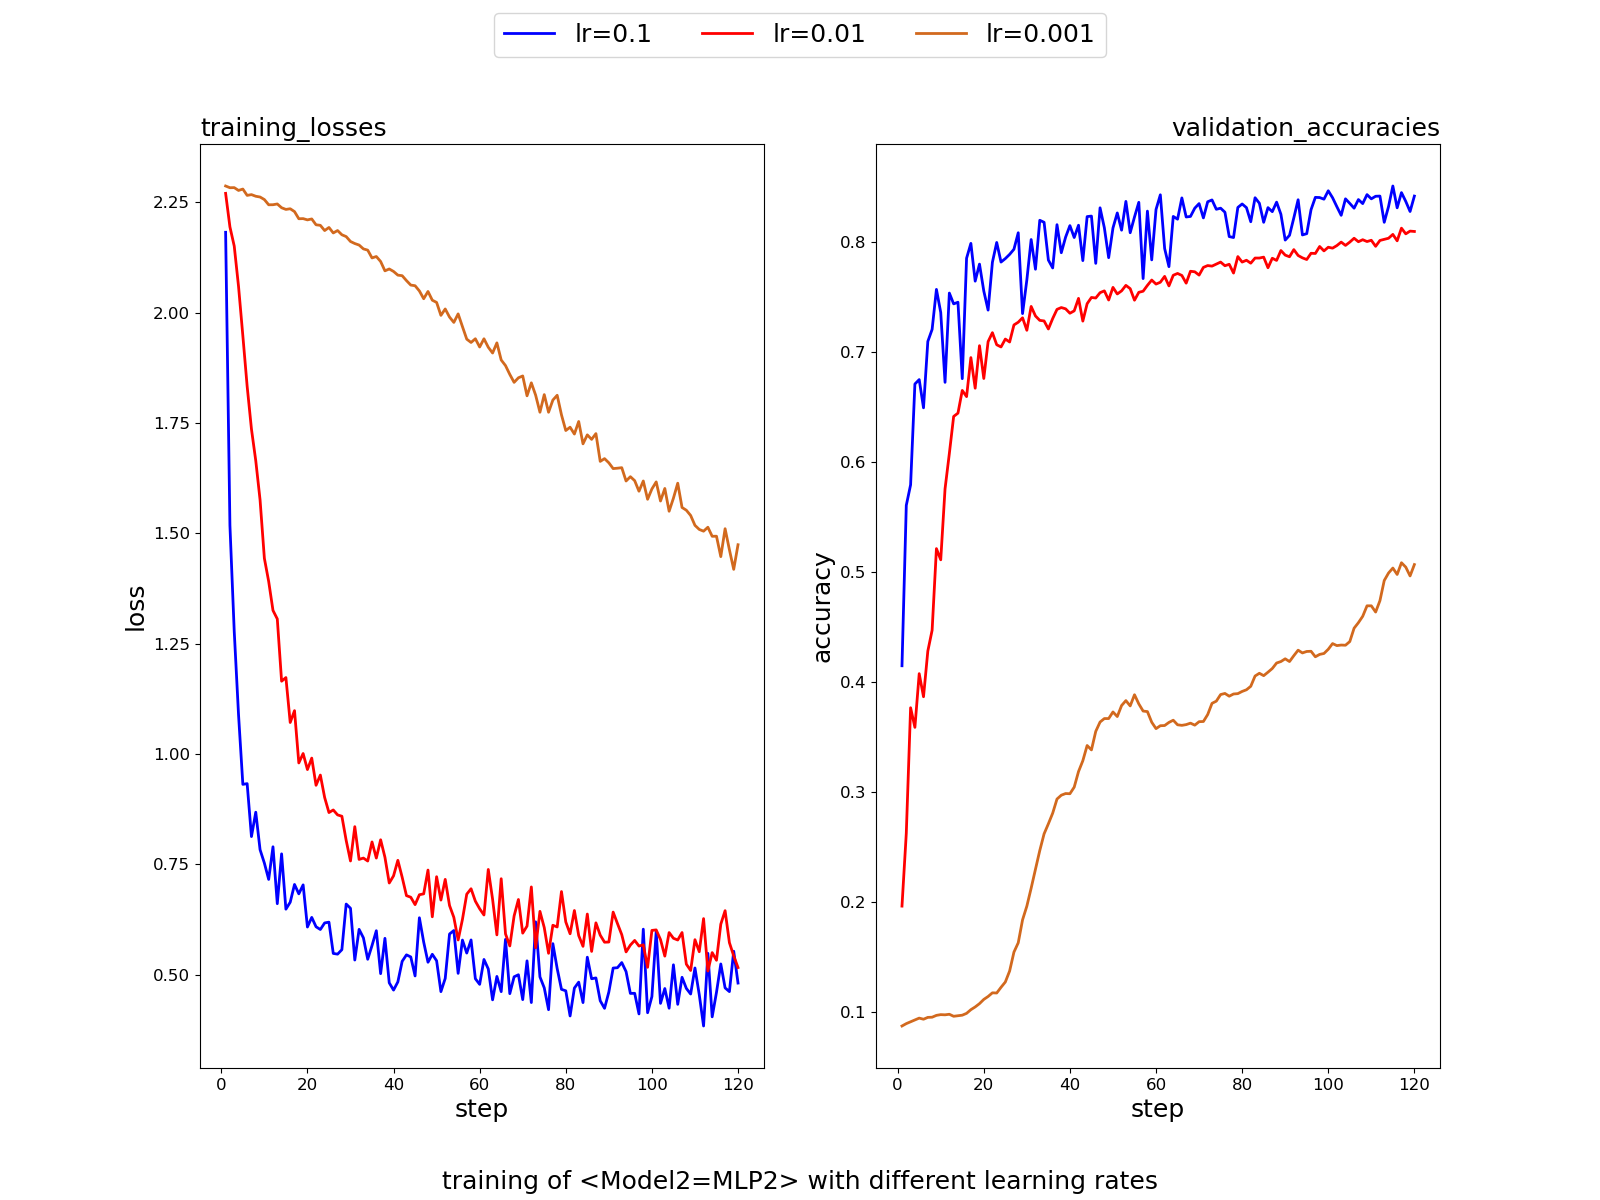 lr=0.1 lr=0.01 lr=0.001
training_losses
2.25
2.00
1.75
1.50
1.25
1.00
0.75
0.50
loss
0 20 40 60 80 100 120
step
validation_accuracies
0.8
0.7
0.6
0.5
0.4
0.3
0.2
0.1
accuracy
0 20 40 60 80 100 120
step
training of <Model2=MLP2> with different learning rates